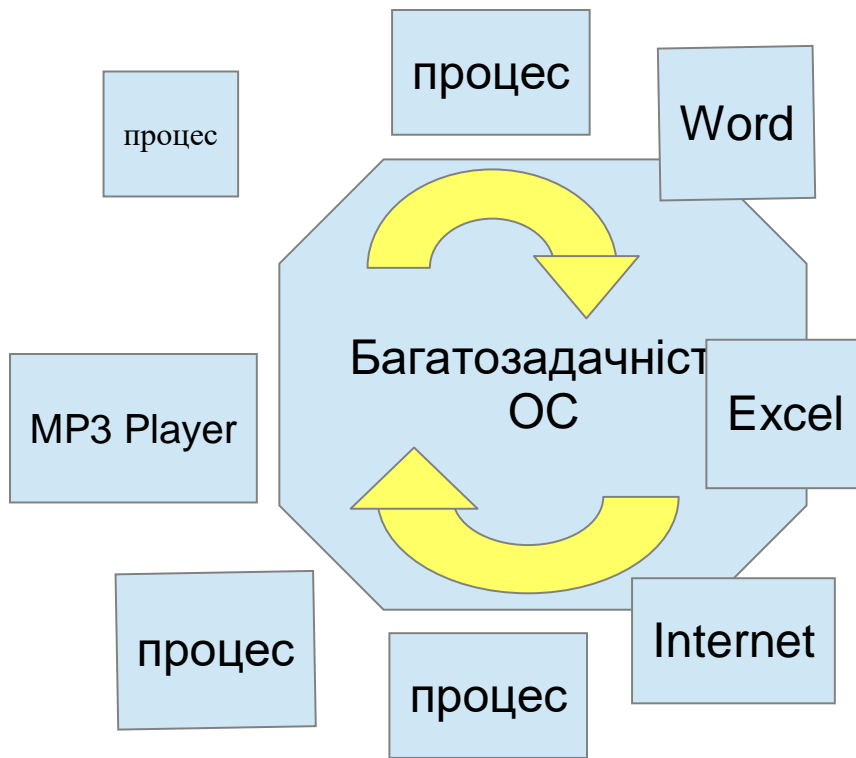 процес
Word
процес
Багатозадачніст
ОС
Excel
MP3 Player
Internet
процес
процес